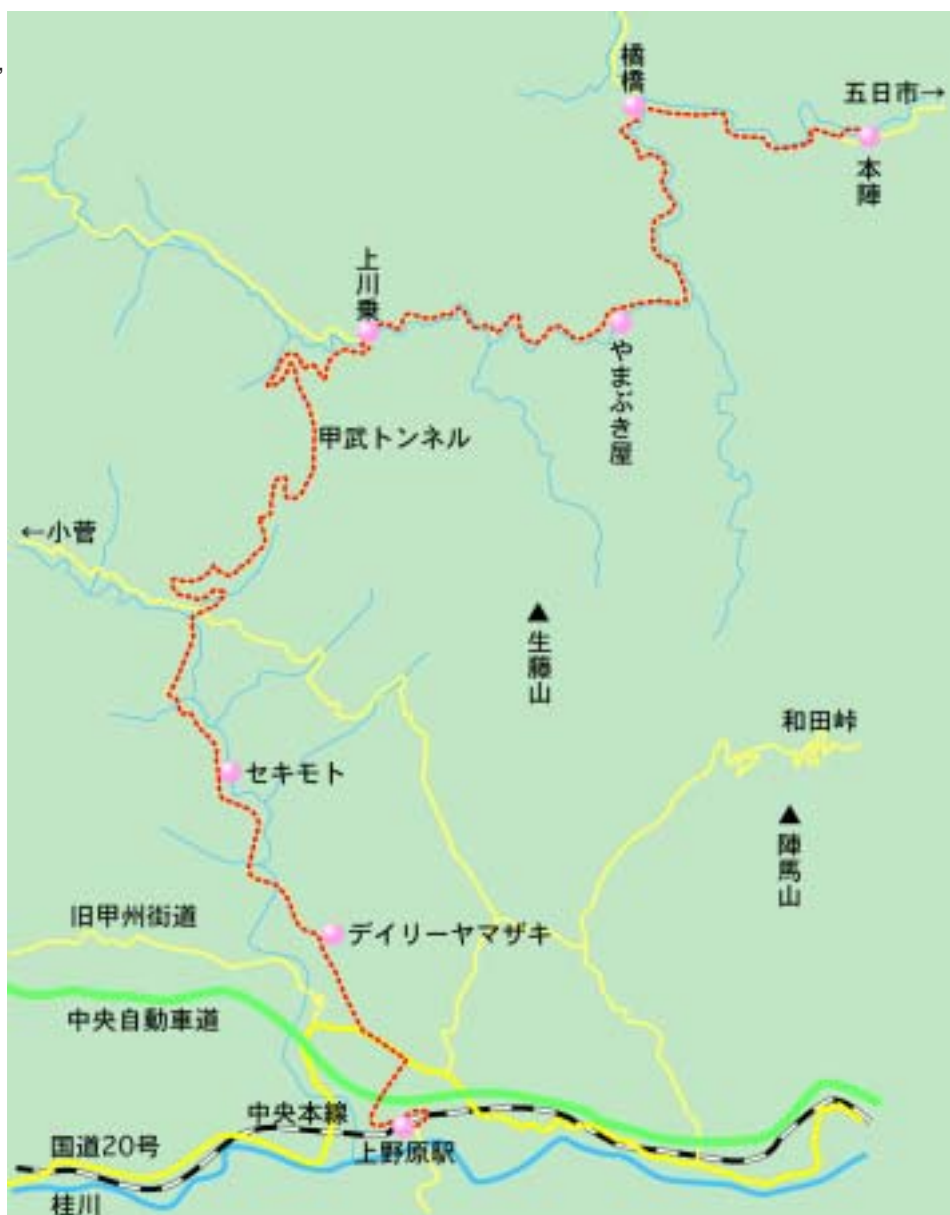 橘橋
五日市→
本陣
上川乗
やまぶき屋
甲武トンネル
←小菅
▲生藤山
和田峠
▲陣馬山
セキモト
旧甲州街道
デイリーヤマザキ
中央自動車道
中央本線
国道20号
上野原駅
桂川